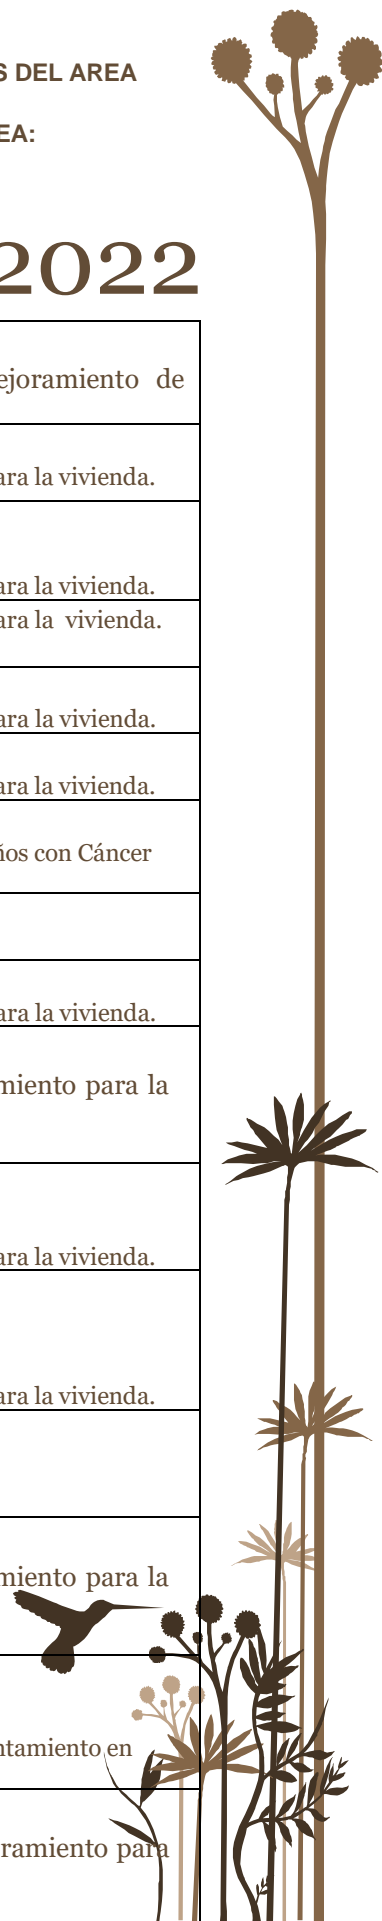 S DEL AREA
EA:
2022
ejoramiento de
ara la vivienda.
ara la vivienda.
ara la vivienda.
ara la vivienda.
ara la vivienda.
ños con Cáncer
ara la vivienda.
miento para la
ara la vivienda.
ara la vivienda.
miento para la
ntamiento en
ramiento para